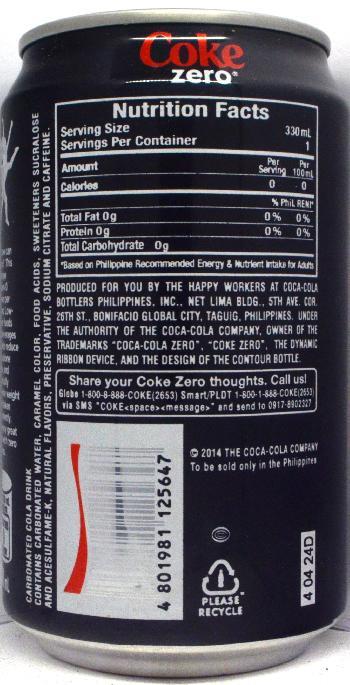 Coke
zero®
Nutrition Facts
Serving Size 330mL
Servings Per Container 1
Amount Per Serving Per 100mL
Calories 0 0
% Phil RENI*
Total Fat 0g 0% 0%
Protein 0g 0% 0%
Total Carbohydrate 0g
*Based on Philippine Recommended Energy & Nutrient Intake for Adults
PRODUCED FOR YOU BY THE HAPPY WORKERS AT COCA-COLA
BOTTLERS PHILIPPINES, INC., NET LIMA BLDG., 5TH AVE. COR.
26TH ST., BONIFACIO GLOBAL CITY, TAGUIG, PHILIPPINES. UNDER
THE AUTHORITY OF THE COCA-COLA COMPANY, OWNER OF THE
TRADEMARKS "COCA-COLA ZERO", "COKE ZERO", THE DYNAMIC
RIBBON DEVICE, AND THE DESIGN OF THE CONTOUR BOTTLE.
Share your Coke Zero thoughts. Call us!
Globe 1-800-8-888-COKE(2653) Smart/PLDT 1-800-1-888-COKE(2653)
via SMS "COKE<space><message>" and send to 0917-8902327
CARBONATED COLA DRINK
CONTAINS CARBONATED WATER, CARAMEL COLOR, FOOD ACIDS, SWEETENERS SUCRALOSE
AND ACESULFAME-K, NATURAL FLAVORS, PRESERVATIVE, SODIUM CITRATE AND CAFFEINE.
4 801981 125647
© 2014 THE COCA-COLA COMPANY
To be sold only in the Philippines
PLEASE
RECYCLE™
4 04 24D